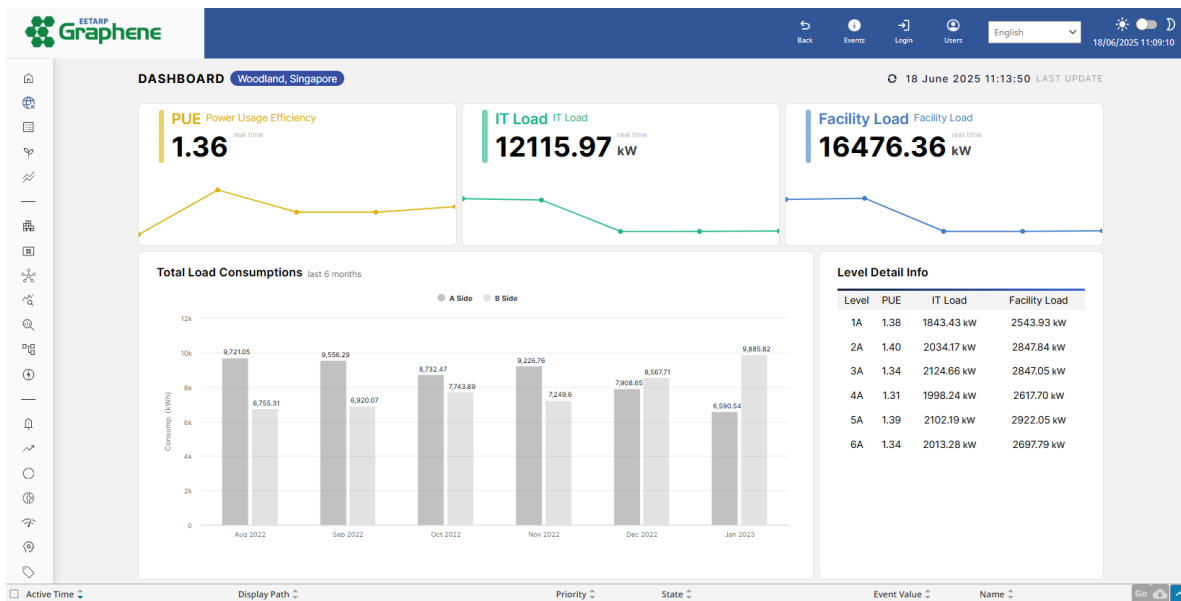 EETARP
Graphene
Back
Events
Login
Users
English
18/06/2025 11:09:10
DASHBOARD Woodland, Singapore
18 June 2025 11:13:50 LAST UPDATE
PUE Power Usage Efficiency
real time
1.36
IT Load IT Load
real time
12115.97 kW
Facility Load Facility Load
real time
16476.36 kW
Total Load Consumptions last 6 months
A Side B Side
Consump. (kWh)
12k
10k
8k
6k
4k
2k
0
9,721.05
6,755.31
9,556.29
6,920.07
8,732.47
7,743.89
9,226.76
7,249.6
7,908.65
8,567.71
6,590.54
9,885.82
Aug 2022
Sep 2022
Oct 2022
Nov 2022
Dec 2022
Jan 2023
Level Detail Info
Level PUE IT Load Facility Load
1A 1.38 1843.43 kW 2543.93 kW
2A 1.40 2034.17 kW 2847.84 kW
3A 1.34 2124.66 kW 2847.05 kW
4A 1.31 1998.24 kW 2617.70 kW
5A 1.39 2102.19 kW 2922.05 kW
6A 1.34 2013.28 kW 2697.79 kW
Active Time Display Path Priority State Event Value Name Go